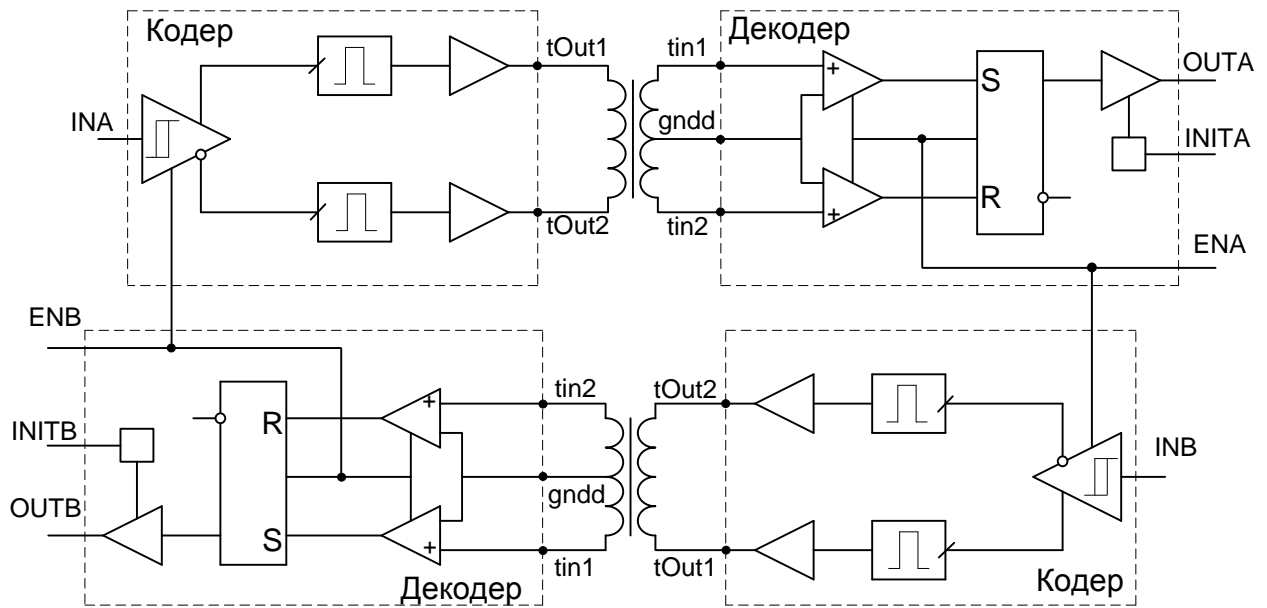 Кодер
Декодер
tOut1
tin1
OUTA
INA
gndd
S
INITA
R
tOut2
tin2
ENA
ENB
tin2
tOut2
INITB
R
INB
OUTB
gndd
S
tin1
tOut1
Декодер
Кодер
+
+
+
+